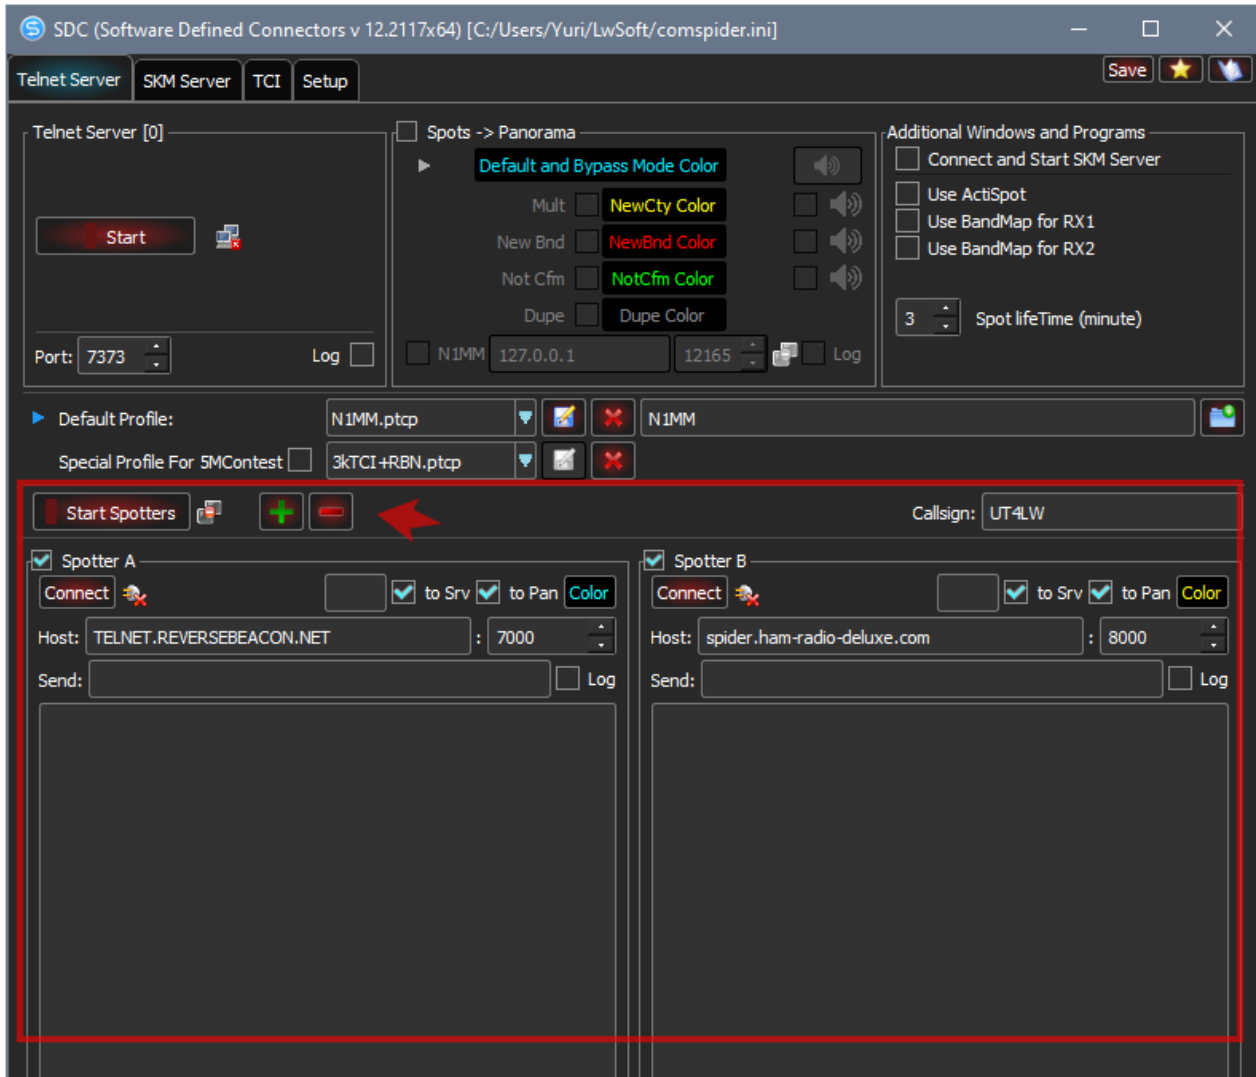 SDC (Software Defined Connectors v 12.2117x64) [C:/Users/Yuri/LwSoft/comspider.ini]
Telnet Server SKM Server TCI Setup Save
Telnet Server [0]
Start
Port: 7373 Log
Spots -> Panorama
Default and Bypass Mode Color
Mult NewCty Color
New Bnd NewBnd Color
Not Cfm NotCfm Color
Dupe Dupe Color
N1MM 127.0.0.1 12165 Log
Additional Windows and Programs
Connect and Start SKM Server
Use ActiSpot
Use BandMap for RX1
Use BandMap for RX2
3 Spot lifeTime (minute)
Default Profile: N1MM.ptcp N1MM
Special Profile For 5MContest 3kTCI+RBN.ptcp
Start Spotters Callsign: UT4LW
Spotter A
Connect to Srv to Pan Color
Host: TELNET.REVERSEBEACON.NET : 7000
Send: Log
Spotter B
Connect to Srv to Pan Color
Host: spider.ham-radio-deluxe.com : 8000
Send: Log